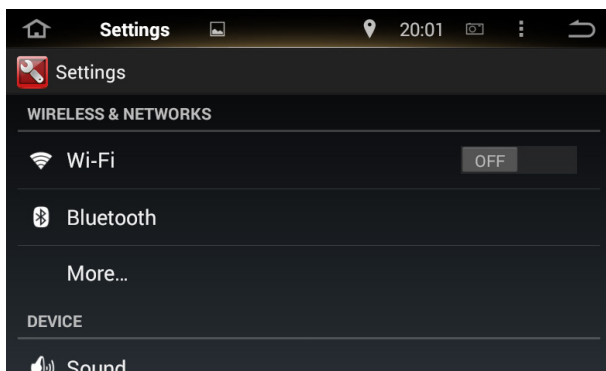 Settings 20:01
Settings
WIRELESS & NETWORKS
Wi-Fi OFF
Bluetooth
More...
DEVICE
Sound